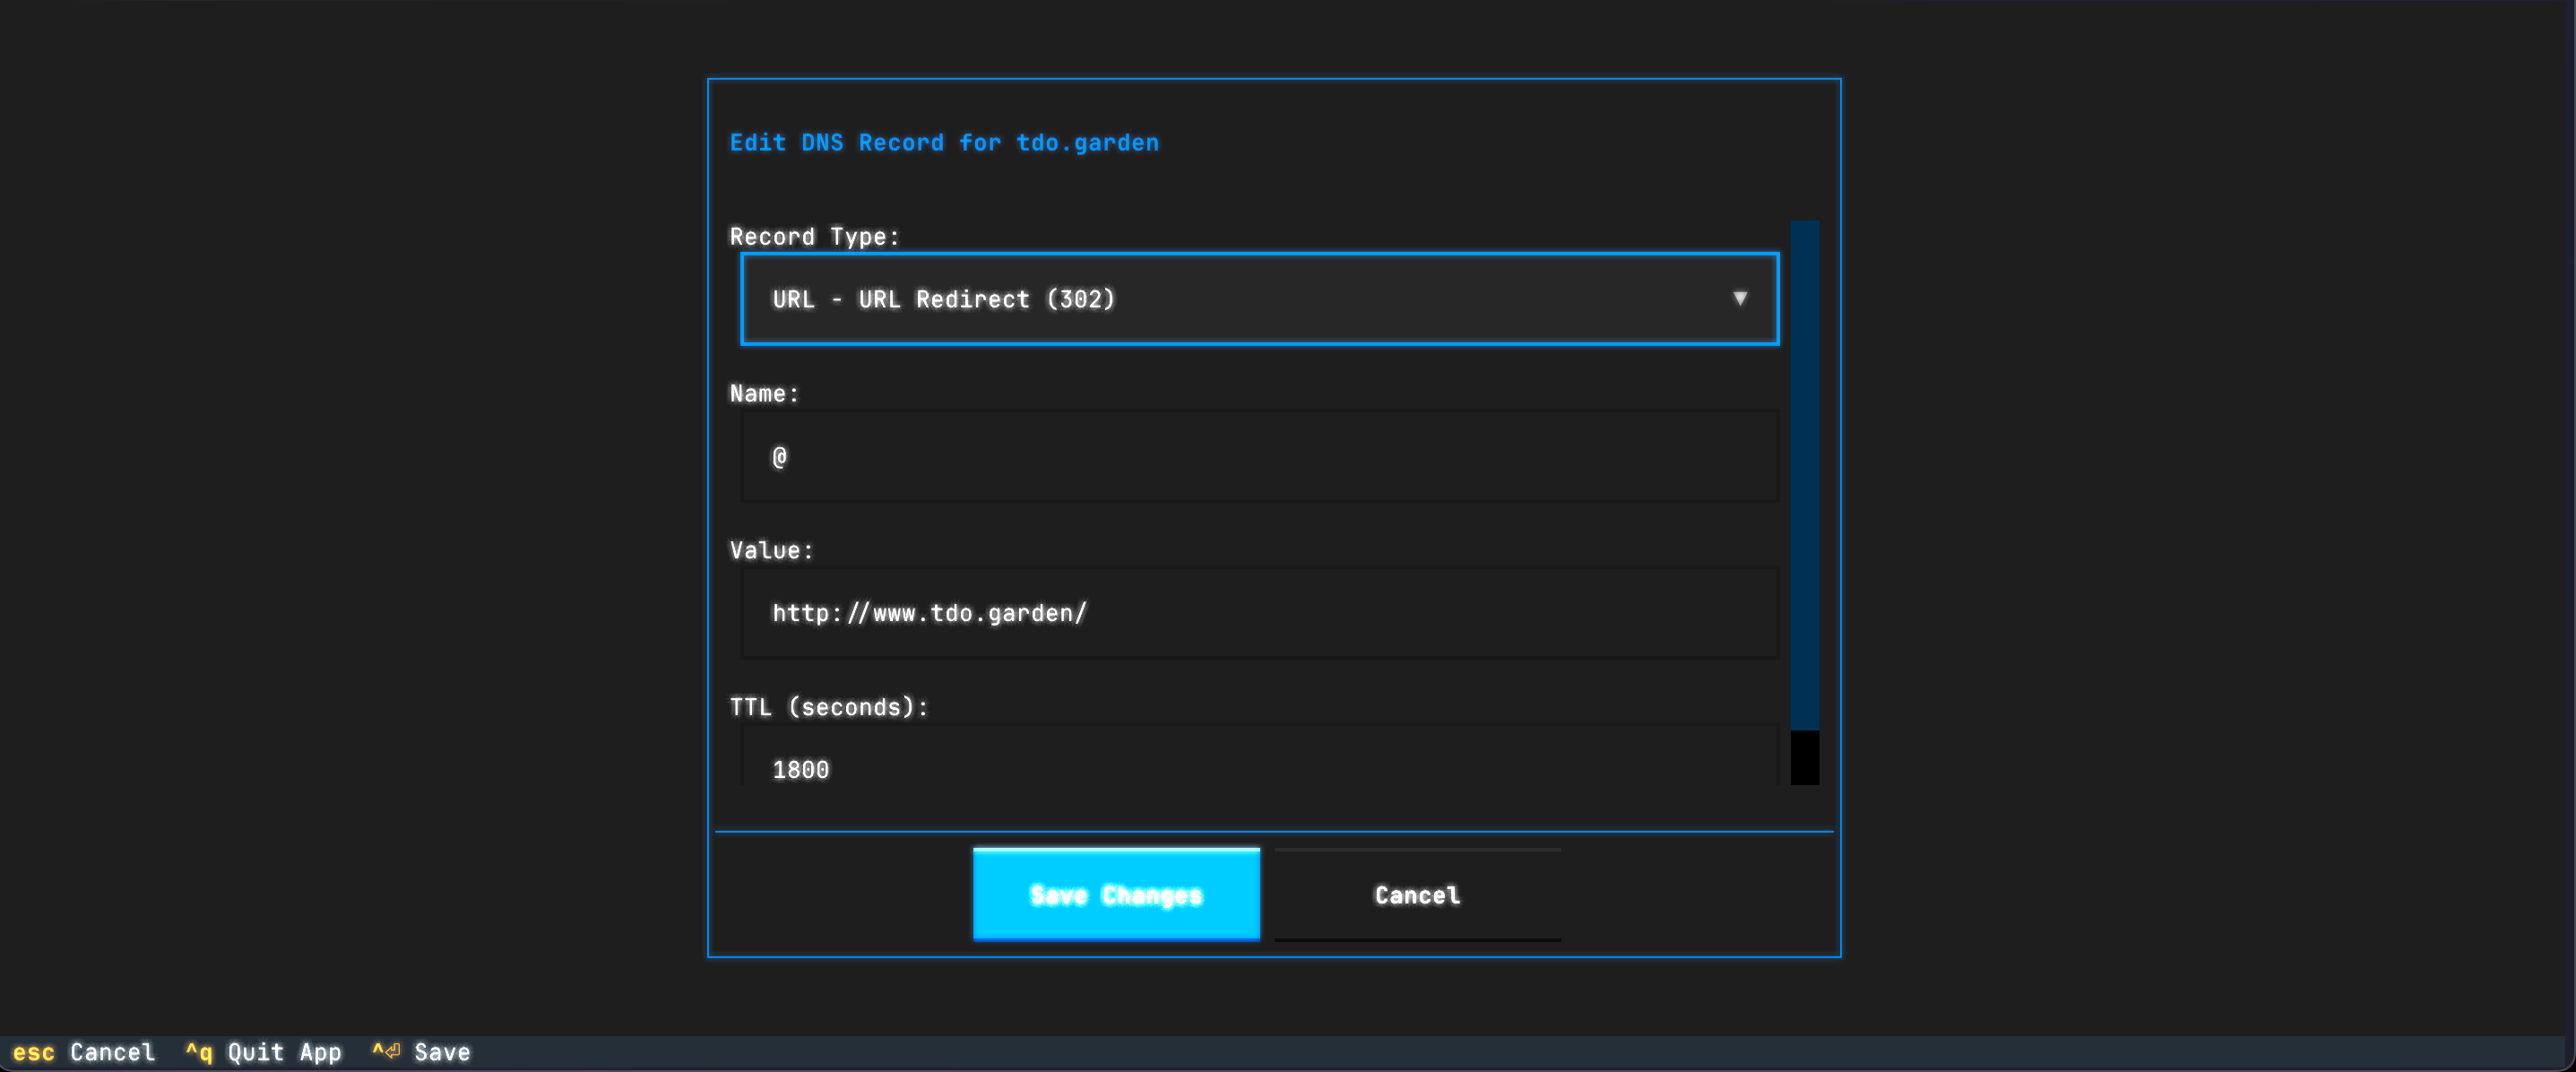 Edit DNS Record for tdo.garden
Record Type:
URL - URL Redirect (302) ▼
Name:
@
Value:
http://www.tdo.garden/
TTL (seconds):
1800
Save Changes Cancel
esc Cancel ^q Quit App ^⏎ Save